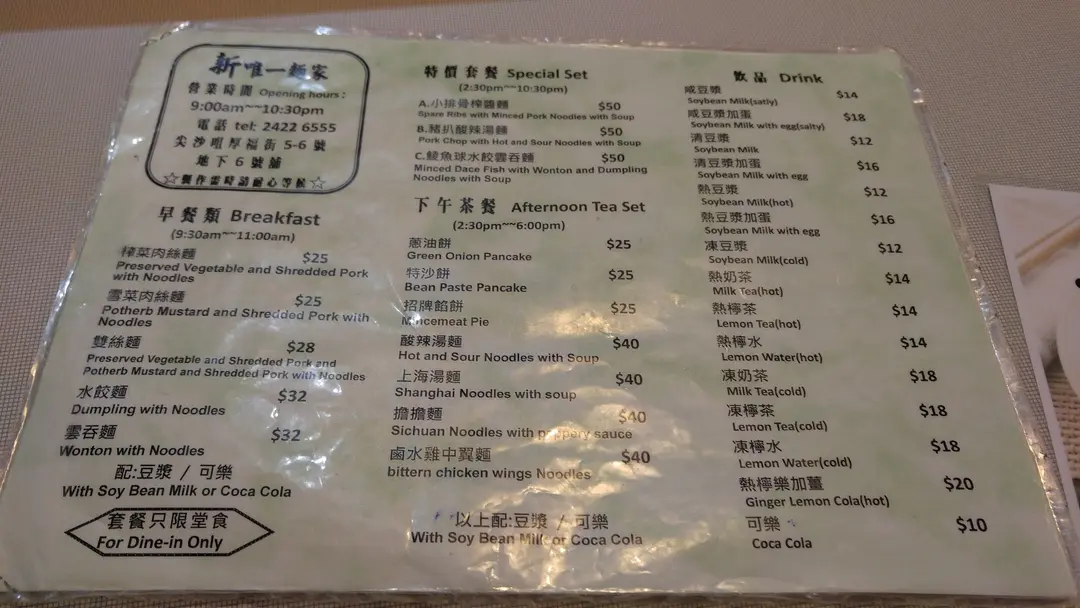 新唯一麵家
營業時間 Opening hours:
9:00am~~10:30pm
電話 tel: 2422 6555
尖沙咀厚福街 5-6 號
地下 6 號舖
☆製作需時請耐心等候☆
早餐類 Breakfast
(9:30am~~11:00am)
榨菜肉絲麵 $25
Preserved Vegetable and Shredded Pork
with Noodles
雪菜肉絲麵 $25
Potherb Mustard and Shredded Pork with
Noodles
雙絲麵 $28
Preserved Vegetable and Shredded Pork and
Potherb Mustard and Shredded Pork with Noodles
水餃麵 $32
Dumpling with Noodles
雲吞麵 $32
Wonton with Noodles
配:豆漿 / 可樂
With Soy Bean Milk or Coca Cola
套餐只限堂食
For Dine-in Only
特價套餐 Special Set
(2:30pm~~10:30pm)
A.小排骨榨醬麵 $50
Spare Ribs with Minced Pork Noodles with Soup
B.豬扒酸辣湯麵 $50
Pork Chop with Hot and Sour Noodles with Soup
C.鯪魚球水餃雲吞麵 $50
Minced Dace Fish with Wonton and Dumpling
Noodles with Soup
下午茶餐 Afternoon Tea Set
(2:30pm~~6:00pm)
蔥油餅 $25
Green Onion Pancake
特沙餅 $25
Bean Paste Pancake
招牌餡餅 $25
Mincemeat Pie
酸辣湯麵 $40
Hot and Sour Noodles with Soup
上海湯麵 $40
Shanghai Noodles with soup
擔擔麵 $40
Sichuan Noodles with peppery sauce
鹵水雞中翼麵 $40
bittern chicken wings Noodles
以上配:豆漿 / 可樂
With Soy Bean Milk or Coca Cola
飲品 Drink
咸豆漿 $14
Soybean Milk(satly)
咸豆漿加蛋 $18
Soybean Milk with egg(salty)
清豆漿 $12
Soybean Milk
清豆漿加蛋 $16
Soybean Milk with egg
熱豆漿 $12
Soybean Milk(hot)
熱豆漿加蛋 $16
Soybean Milk with egg
凍豆漿 $12
Soybean Milk(cold)
熱奶茶 $14
Milk Tea(hot)
熱檸茶 $14
Lemon Tea(hot)
熱檸水 $14
Lemon Water(hot)
凍奶茶 $18
Milk Tea(cold)
凍檸茶 $18
Lemon Tea(cold)
凍檸水 $18
Lemon Water(cold)
熱檸樂加薑 $20
Ginger Lemon Cola(hot)
可樂 $10
Coca Cola